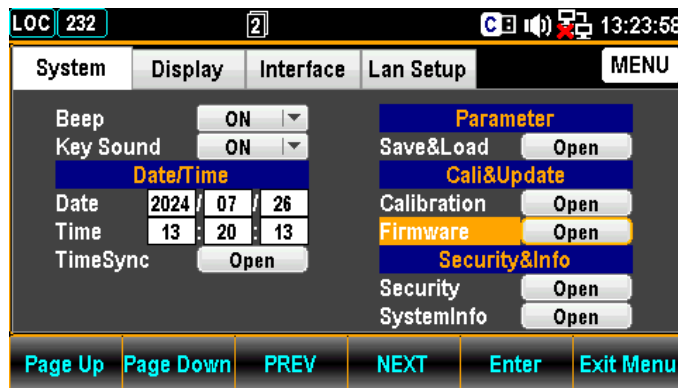 LOC 232 2 C 13:23:58
System Display Interface Lan Setup MENU
Beep ON
Key Sound ON
Date/Time
Date 2024 / 07 / 26
Time 13 : 20 : 13
TimeSync Open
Parameter
Save&Load Open
Cali&Update
Calibration Open
Firmware Open
Security&Info
Security Open
SystemInfo Open
Page Up Page Down PREV NEXT Enter Exit Menu